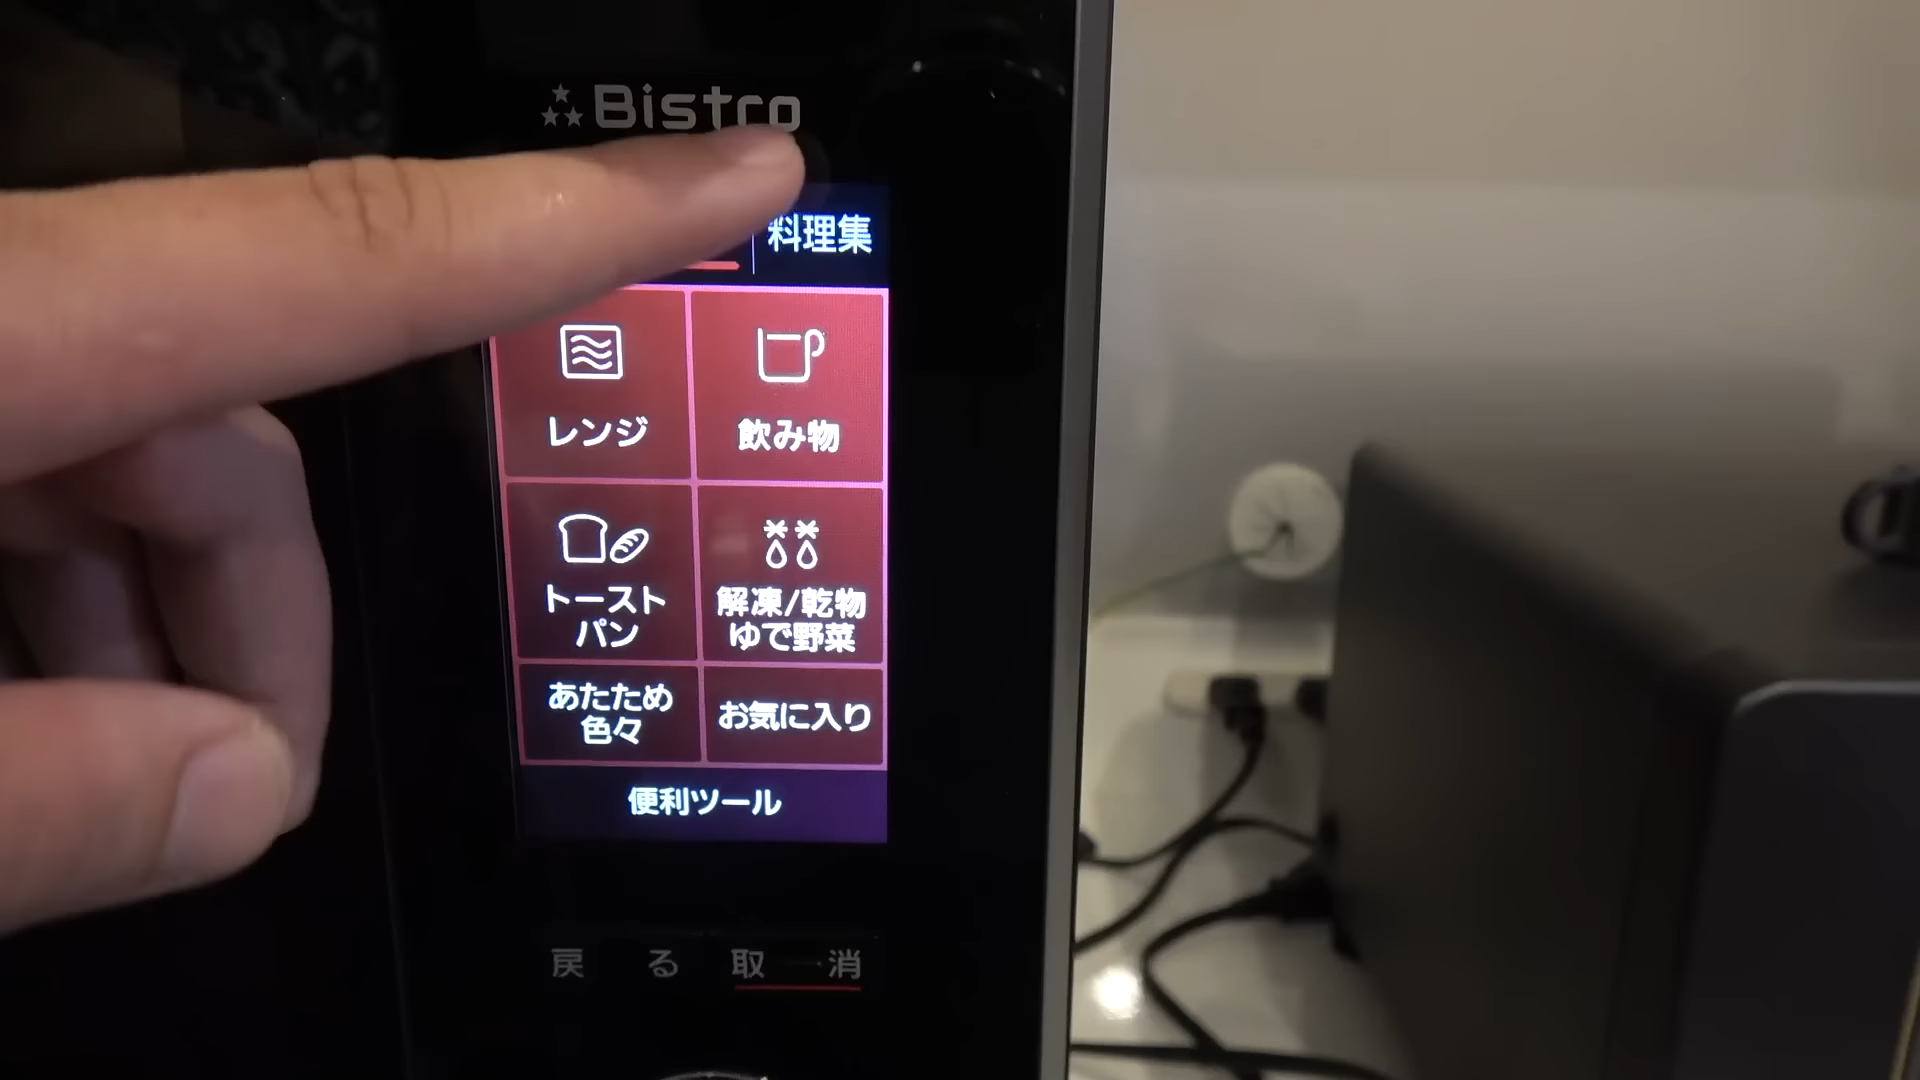 Bistro
料理集
レンジ
飲み物
トースト
パン
解凍/乾物
ゆで野菜
あたため
色々
お気に入り
便利ツール
戻る
取消